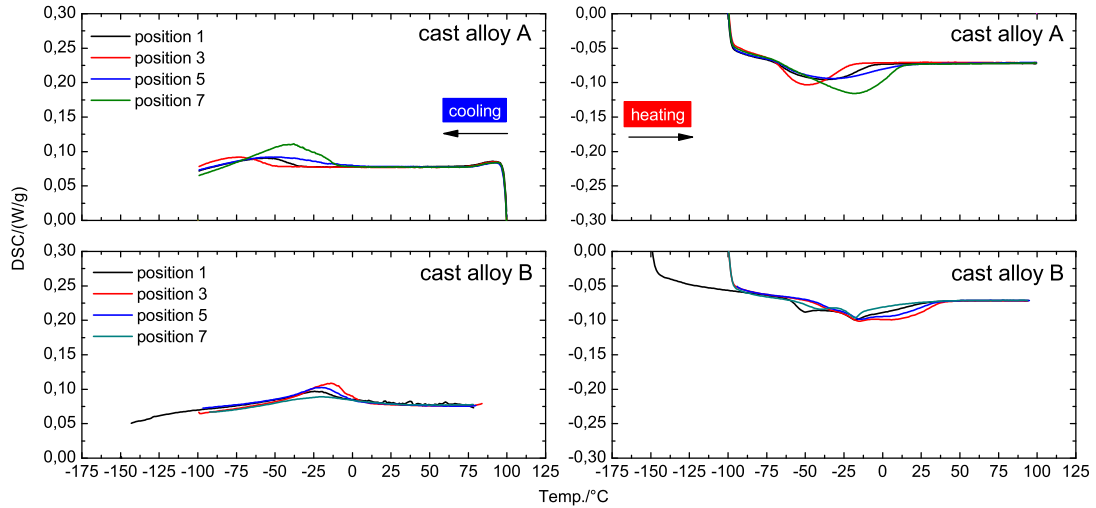 0,30
0,25
0,20
0,15
0,10
0,05
0,00
cast alloy A
position 1
position 3
position 5
position 7
cooling
0,00
-0,05
-0,10
-0,15
-0,20
-0,25
-0,30
cast alloy A
heating
DSC/(W/g)
0,30
0,25
0,20
0,15
0,10
0,05
0,00
cast alloy B
position 1
position 3
position 5
position 7
-175 -150 -125 -100 -75 -50 -25 0 25 50 75 100 125
0,00
-0,05
-0,10
-0,15
-0,20
-0,25
-0,30
cast alloy B
-175 -150 -125 -100 -75 -50 -25 0 25 50 75 100 125
Temp./°C